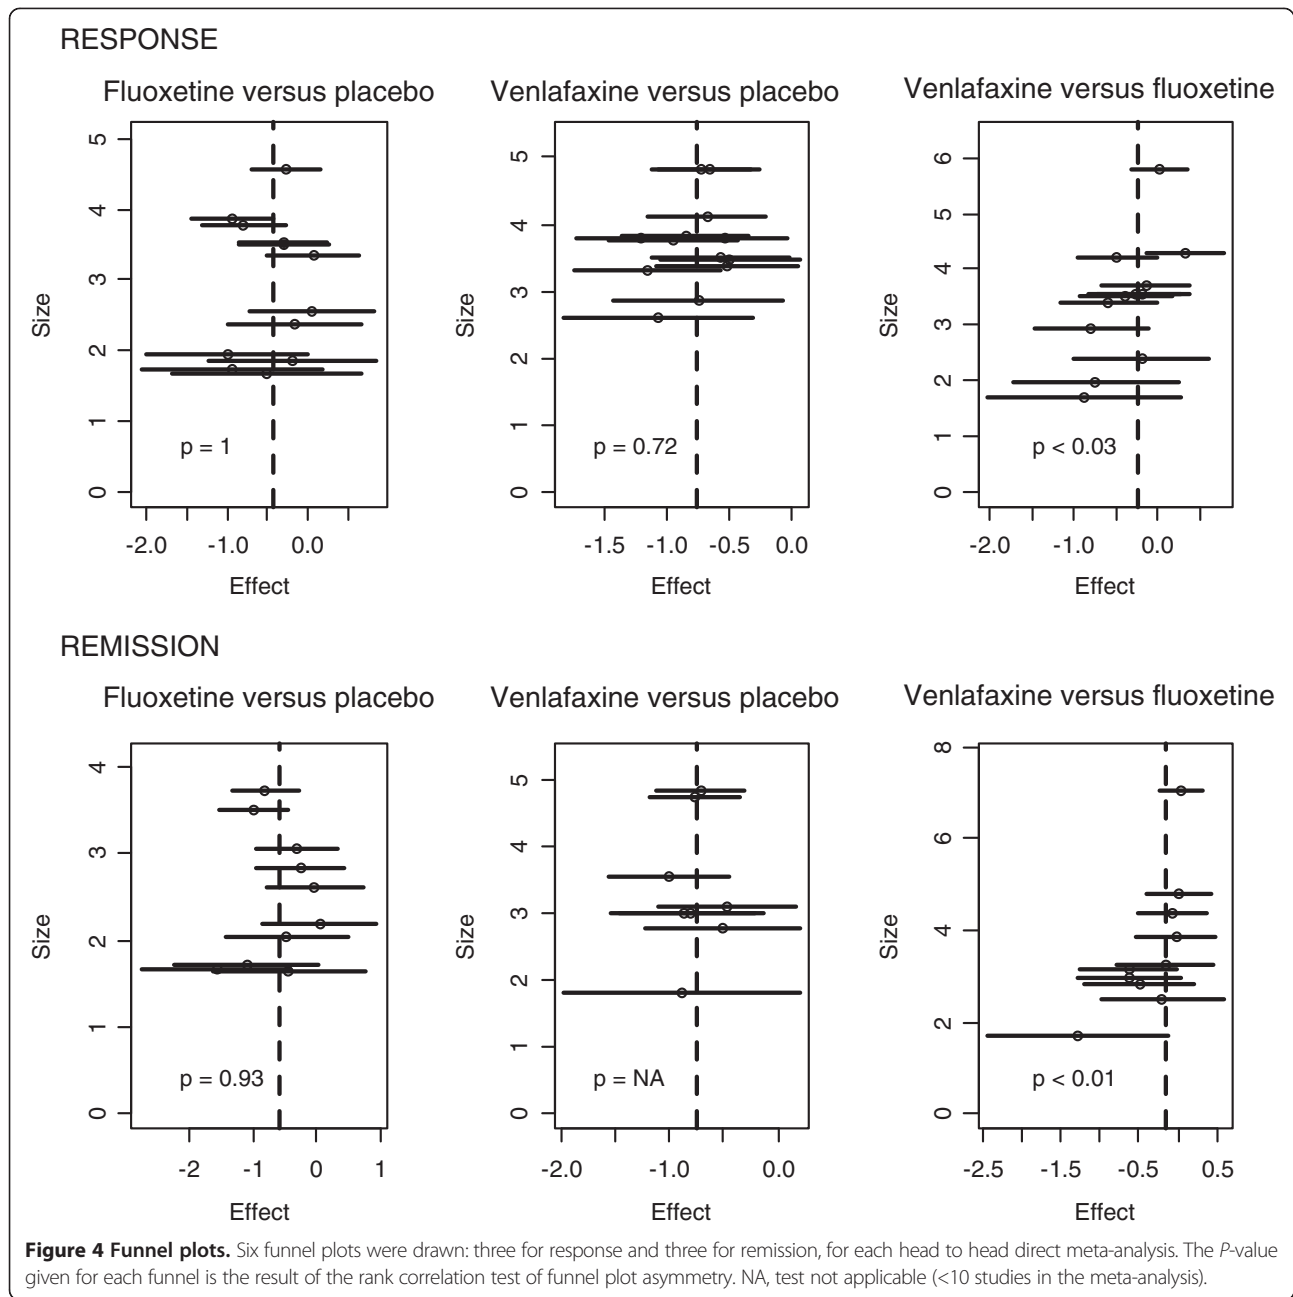 RESPONSE
Fluoxetine versus placebo
Size
5
4
3
2
1
0
p = 1
-2.0 -1.0 0.0
Effect
Venlafaxine versus placebo
Size
5
4
3
2
1
0
p = 0.72
-1.5 -1.0 -0.5 0.0
Effect
Venlafaxine versus fluoxetine
Size
6
5
4
3
2
1
0
p < 0.03
-2.0 -1.0 0.0
Effect
REMISSION
Fluoxetine versus placebo
Size
4
3
2
1
0
p = 0.93
-2 -1 0 1
Effect
Venlafaxine versus placebo
Size
5
4
3
2
1
0
p = NA
-2.0 -1.0 0.0
Effect
Venlafaxine versus fluoxetine
Size
8
6
4
2
0
p < 0.01
-2.5 -1.5 -0.5 0.5
Effect
Figure 4 Funnel plots. Six funnel plots were drawn: three for response and three for remission, for each head to head direct meta-analysis. The P-value
given for each funnel is the result of the rank correlation test of funnel plot asymmetry. NA, test not applicable (<10 studies in the meta-analysis).